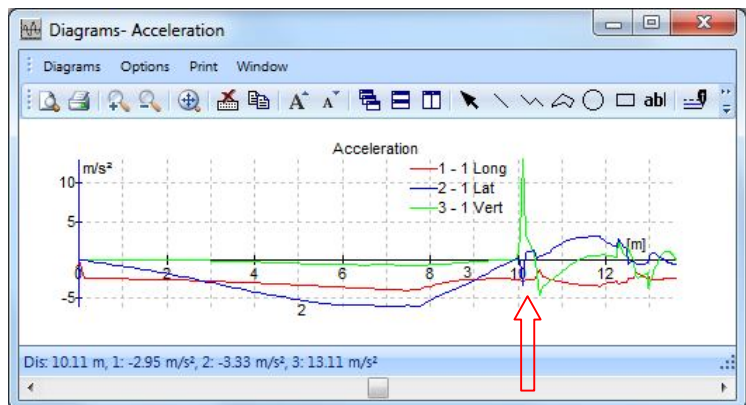 Diagrams- Acceleration
Diagrams Options Print Window
A A abl
Acceleration
m/s²
1 - 1 Long
2 - 1 Lat
3 - 1 Vert
10
5
[m]
0 2 4 6 8 3 10 12
-5
2
Dis: 10.11 m, 1: -2.95 m/s², 2: -3.33 m/s², 3: 13.11 m/s²